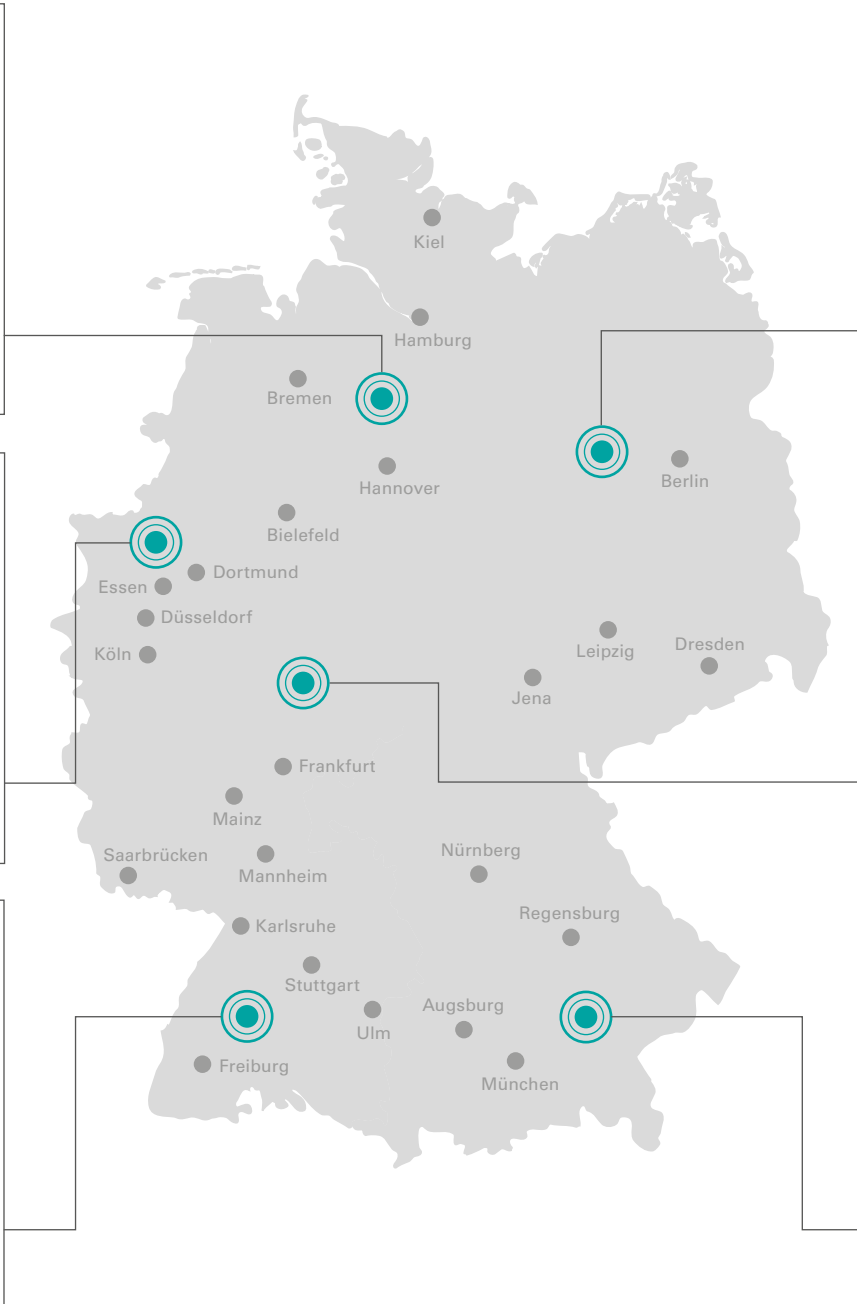 Kiel
Hamburg
Bremen
Hannover
Berlin
Bielefeld
Dortmund
Essen
Düsseldorf
Köln
Leipzig
Dresden
Jena
Frankfurt
Mainz
Saarbrücken
Mannheim
Nürnberg
Regensburg
Karlsruhe
Stuttgart
Augsburg
Ulm
Freiburg
München